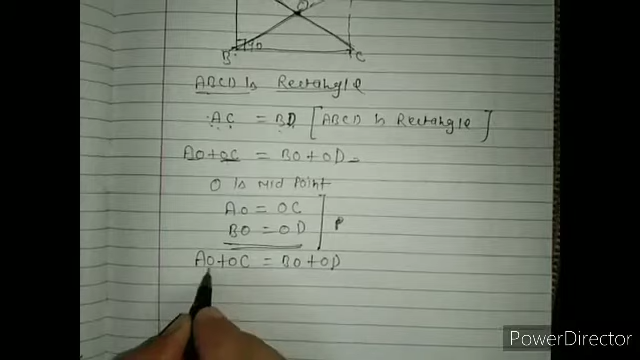 O
B 90 C
ABCD is Rectangle
AC = BD [ABCD is Rectangle]
AO+OC = BO+OD
O is mid point
AO = OC
BO = OD P
AO+OC = BO+OD
PowerDirector